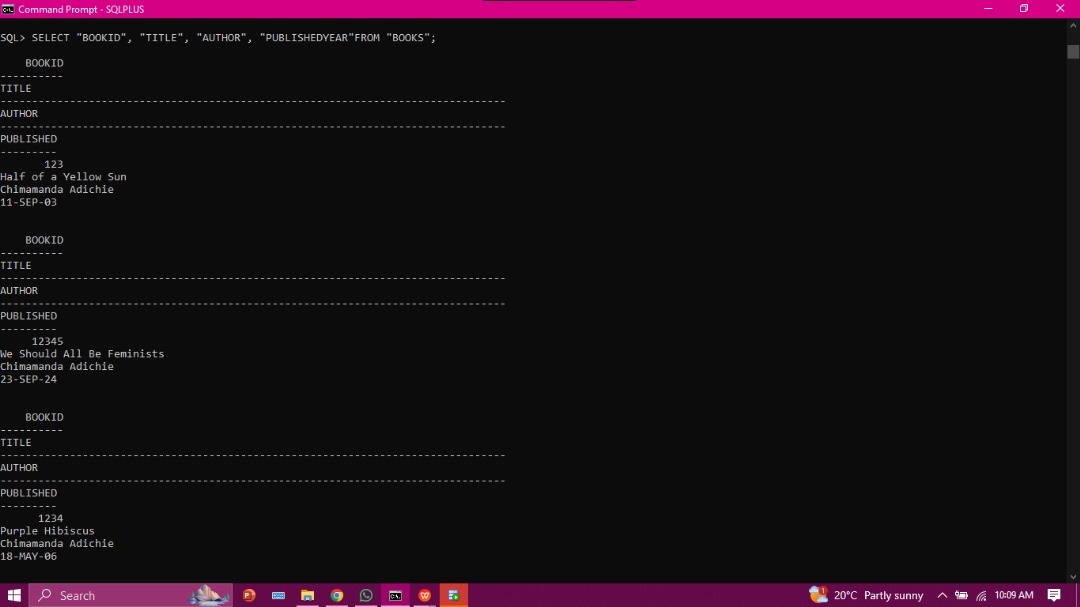 Command Prompt - SQLPLUS
SQL> SELECT "BOOKID", "TITLE", "AUTHOR", "PUBLISHEDYEAR"FROM "BOOKS";
BOOKID
----------
TITLE
--------------------------------------------------------------------------------
AUTHOR
--------------------------------------------------------------------------------
PUBLISHED
---------
123
Half of a Yellow Sun
Chimamanda Adichie
11-SEP-03
BOOKID
----------
TITLE
--------------------------------------------------------------------------------
AUTHOR
--------------------------------------------------------------------------------
PUBLISHED
---------
12345
We Should All Be Feminists
Chimamanda Adichie
23-SEP-24
BOOKID
----------
TITLE
--------------------------------------------------------------------------------
AUTHOR
--------------------------------------------------------------------------------
PUBLISHED
---------
1234
Purple Hibiscus
Chimamanda Adichie
18-MAY-06
Search
20°C Partly sunny
10:09 AM